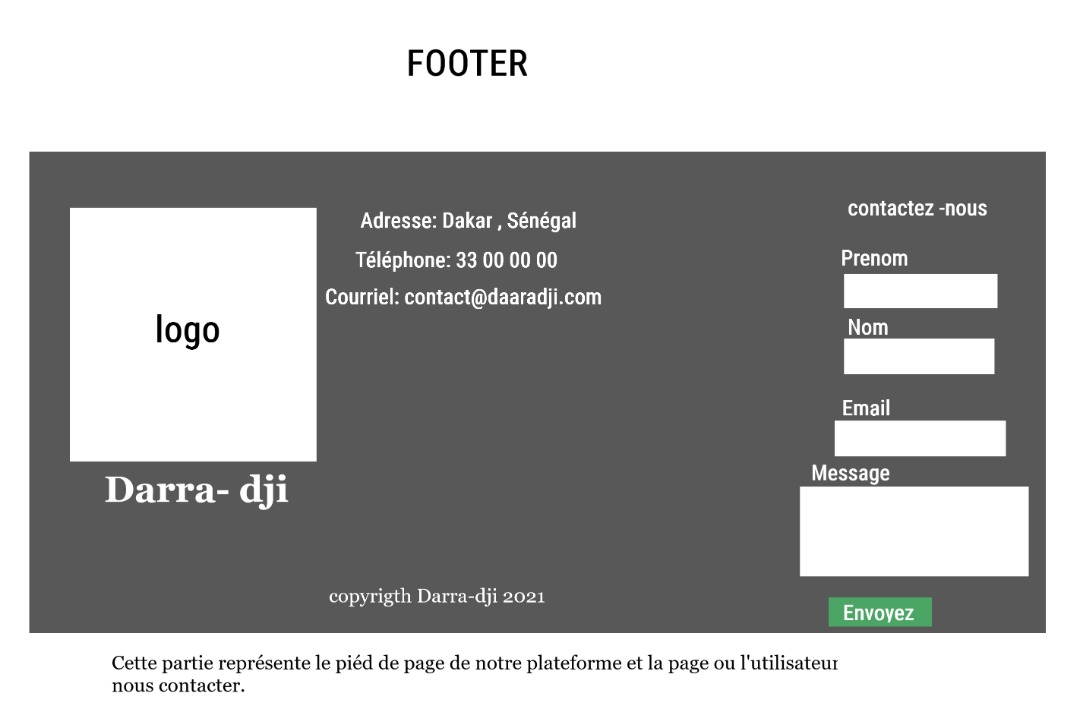 FOOTER
logo
Darra- dji
Adresse: Dakar , Sénégal
Téléphone: 33 00 00 00
Courriel: contact@daaradji.com
contactez -nous
Prenom
Nom
Email
Message
Envoyez
copyrigth Darra-dji 2021
Cette partie représente le piéd de page de notre plateforme et la page ou l'utilisateur
nous contacter.